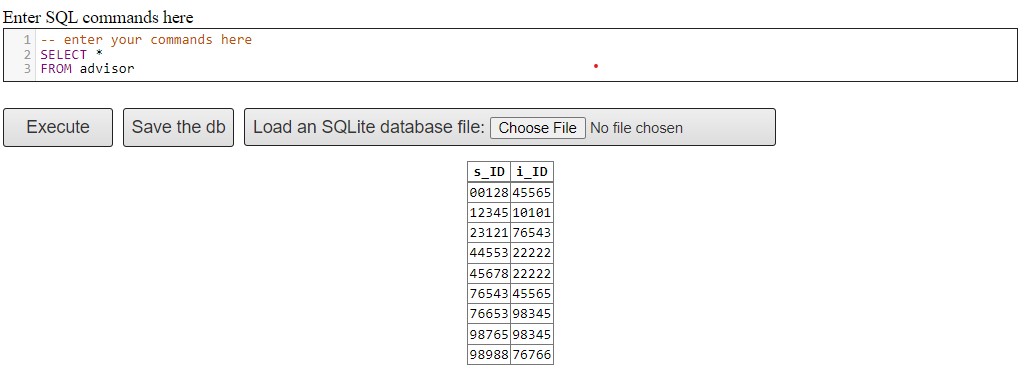 Enter SQL commands here
1 -- enter your commands here
2 SELECT *
3 FROM advisor
Execute Save the db Load an SQLite database file: Choose File No file chosen
s_ID i_ID
00128 45565
12345 10101
23121 76543
44553 22222
45678 22222
76543 45565
76653 98345
98765 98345
98988 76766